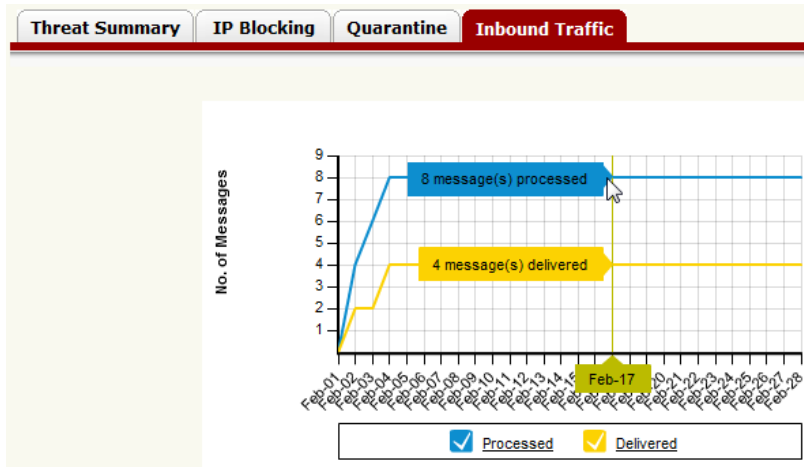 Threat Summary IP Blocking Quarantine Inbound Traffic
No. of Messages
9
8
7
6
5
4
3
2
1
8 message(s) processed
4 message(s) delivered
Feb-01 Feb-02 Feb-03 Feb-04 Feb-05 Feb-06 Feb-07 Feb-08 Feb-09 Feb-10 Feb-11 Feb-12 Feb-13 Feb-14 Feb-17 Feb-21 Feb-22 Feb-23 Feb-24 Feb-25 Feb-26 Feb-27 Feb-28
Processed Delivered